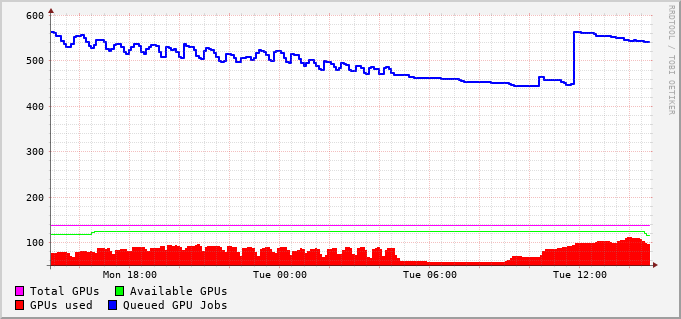 600
500
400
300
200
100
Mon 18:00 Tue 00:00 Tue 06:00 Tue 12:00
Total GPUs Available GPUs
GPUs used Queued GPU Jobs
RRDTOOL / TOBI OETIKER